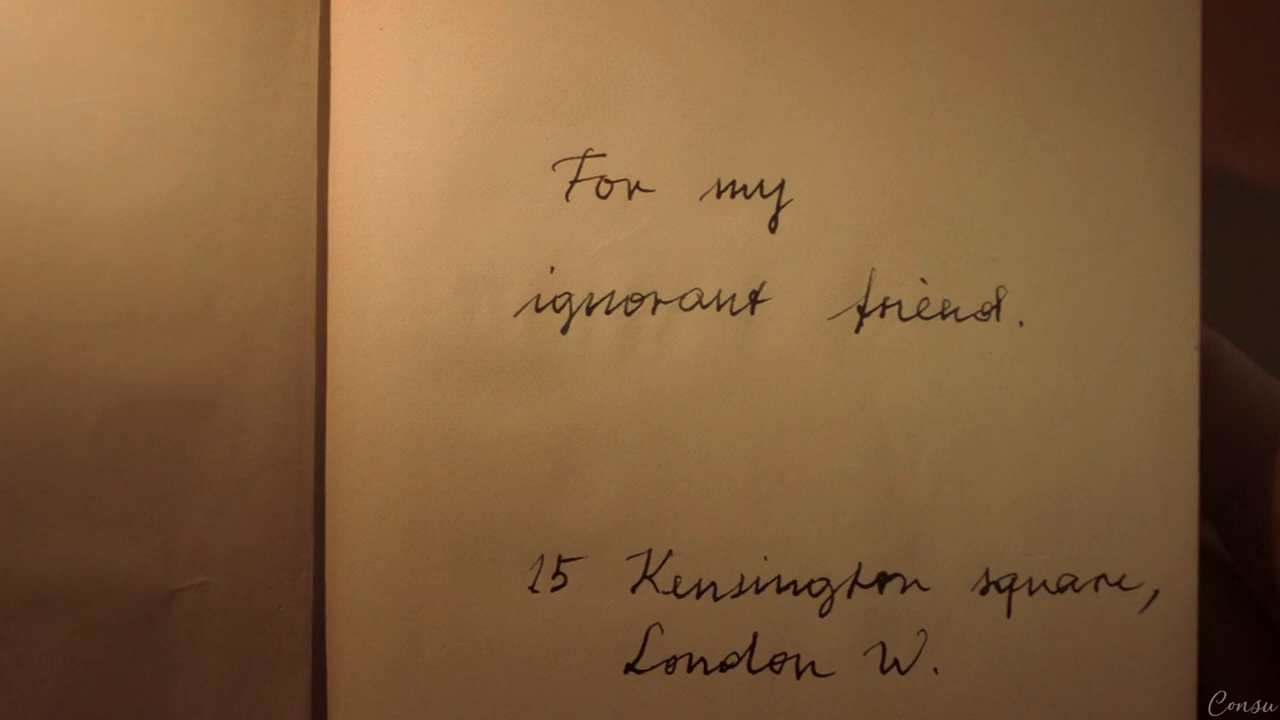 For my
ignorant friend.
15 Kensington square,
London W.
Consu